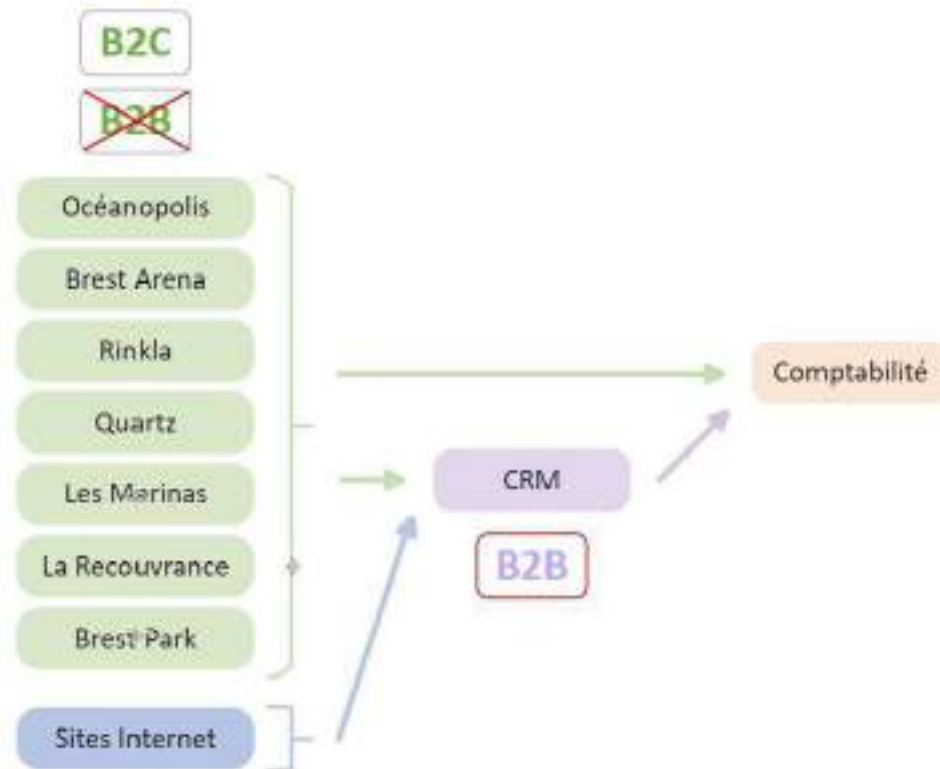 B2C
B2B
Océanopolis
Brest Arena
Rinkla
Quartz
Les Marinas
La Recouvrance
Brest Park
Sites Internet
CRM
B2B
Comptabilité